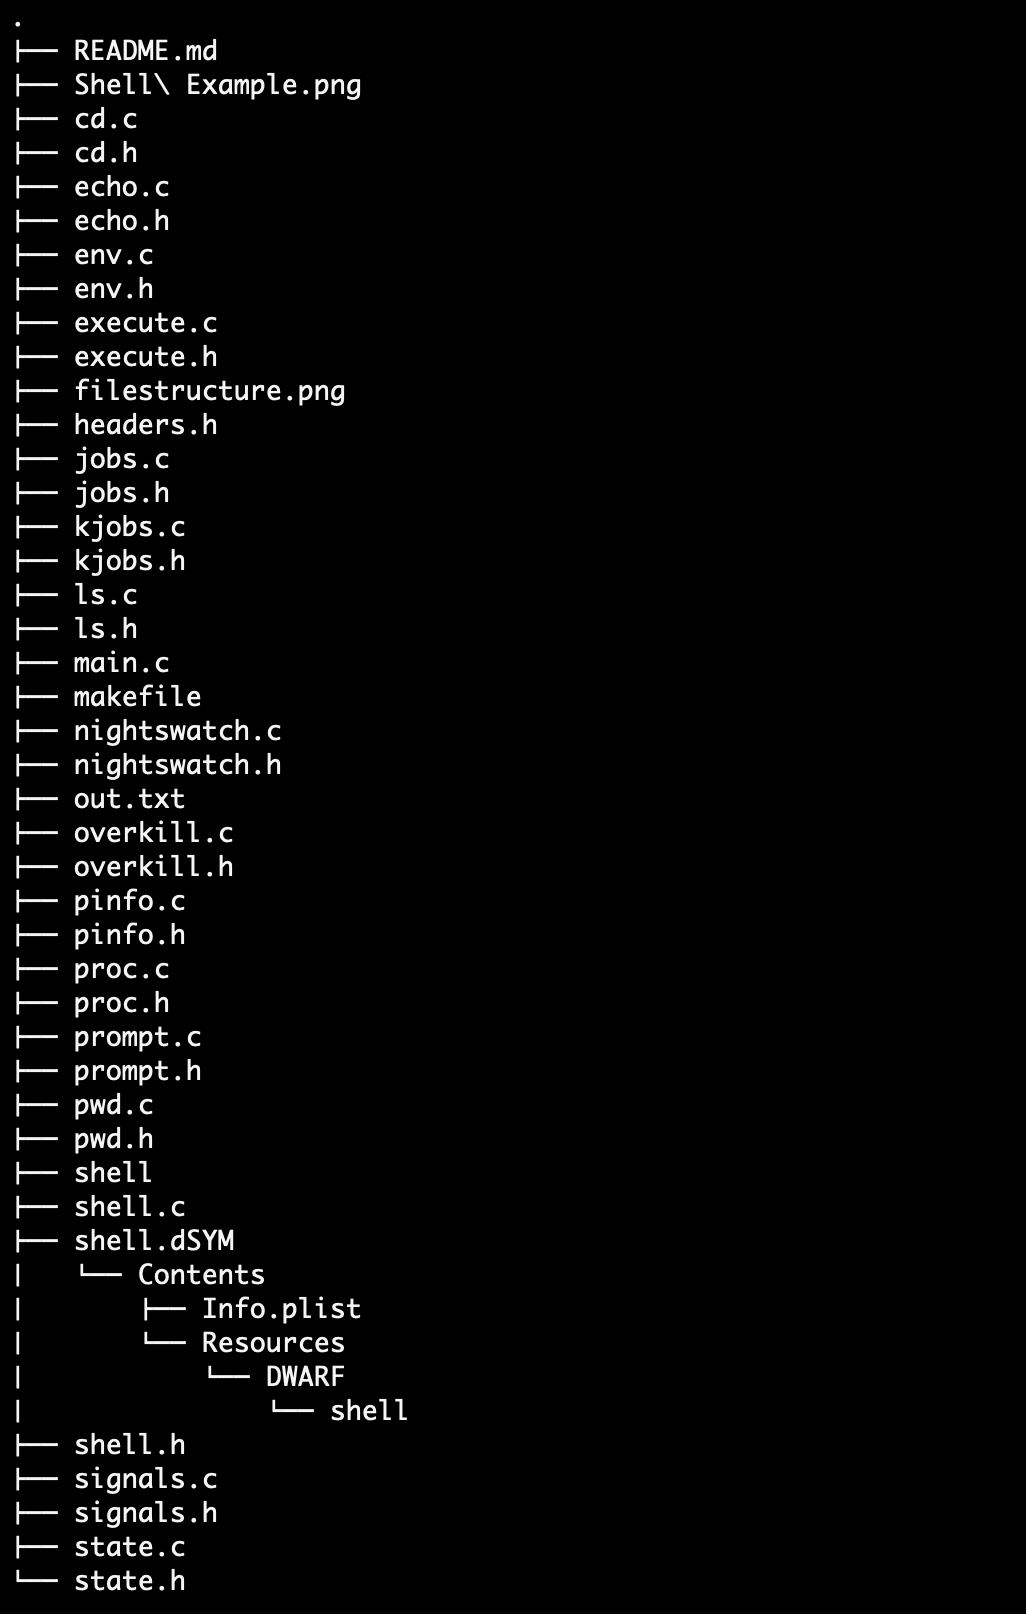 .
├── README.md
├── Shell\ Example.png
├── cd.c
├── cd.h
├── echo.c
├── echo.h
├── env.c
├── env.h
├── execute.c
├── execute.h
├── filestructure.png
├── headers.h
├── jobs.c
├── jobs.h
├── kjobs.c
├── kjobs.h
├── ls.c
├── ls.h
├── main.c
├── makefile
├── nightswatch.c
├── nightswatch.h
├── out.txt
├── overkill.c
├── overkill.h
├── pinfo.c
├── pinfo.h
├── proc.c
├── proc.h
├── prompt.c
├── prompt.h
├── pwd.c
├── pwd.h
├── shell
├── shell.c
├── shell.dSYM
|   └── Contents
|       ├── Info.plist
|       └── Resources
|           └── DWARF
|               └── shell
├── shell.h
├── signals.c
├── signals.h
├── state.c
└── state.h